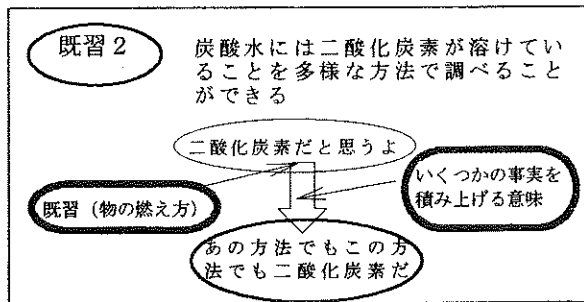 既習2
炭酸水には二酸化炭素が溶けてい
ることを多様な方法で調べること
ができる
二酸化炭素だと思うよ
既習(物の燃え方)
いくつかの事実を
積み上げる意味
あの方法でもこの方
法でも二酸化炭素だ